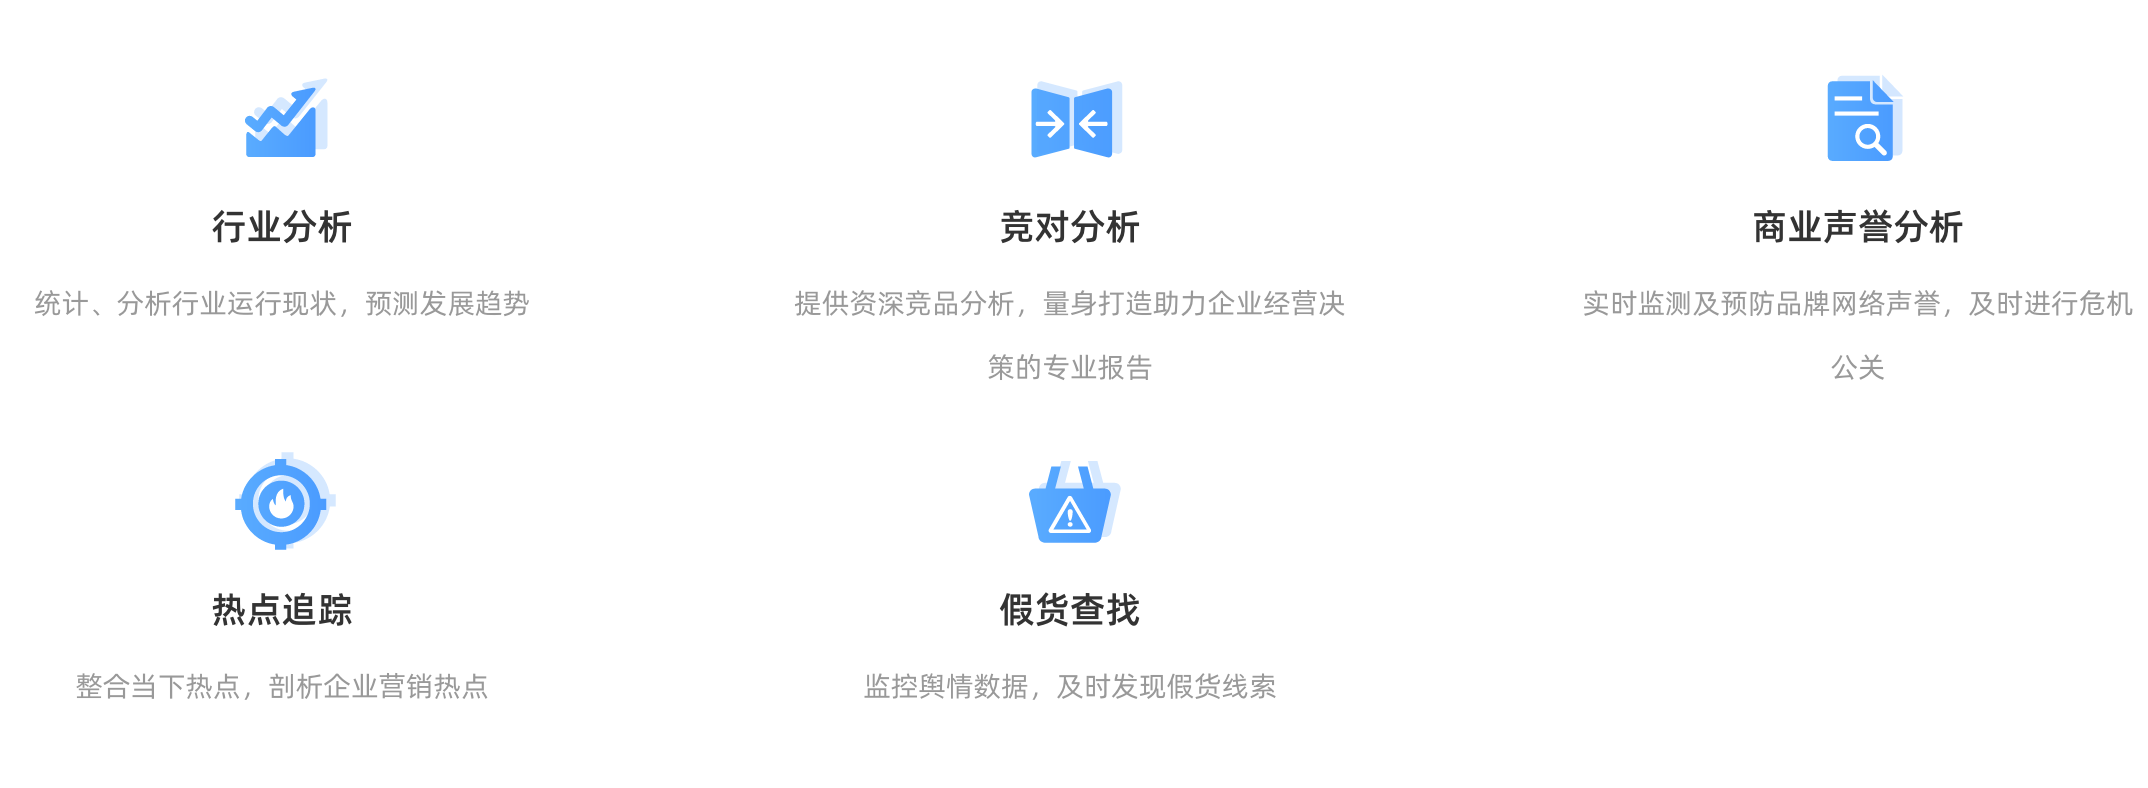 行业分析
统计、分析行业运行现状，预测发展趋势
竞对分析
提供资深竞品分析，量身打造助力企业经营决
策的专业报告
商业声誉分析
实时监测及预防品牌网络声誉，及时进行危机
公关
热点追踪
整合当下热点，剖析企业营销热点
假货查找
监控舆情数据，及时发现假货线索